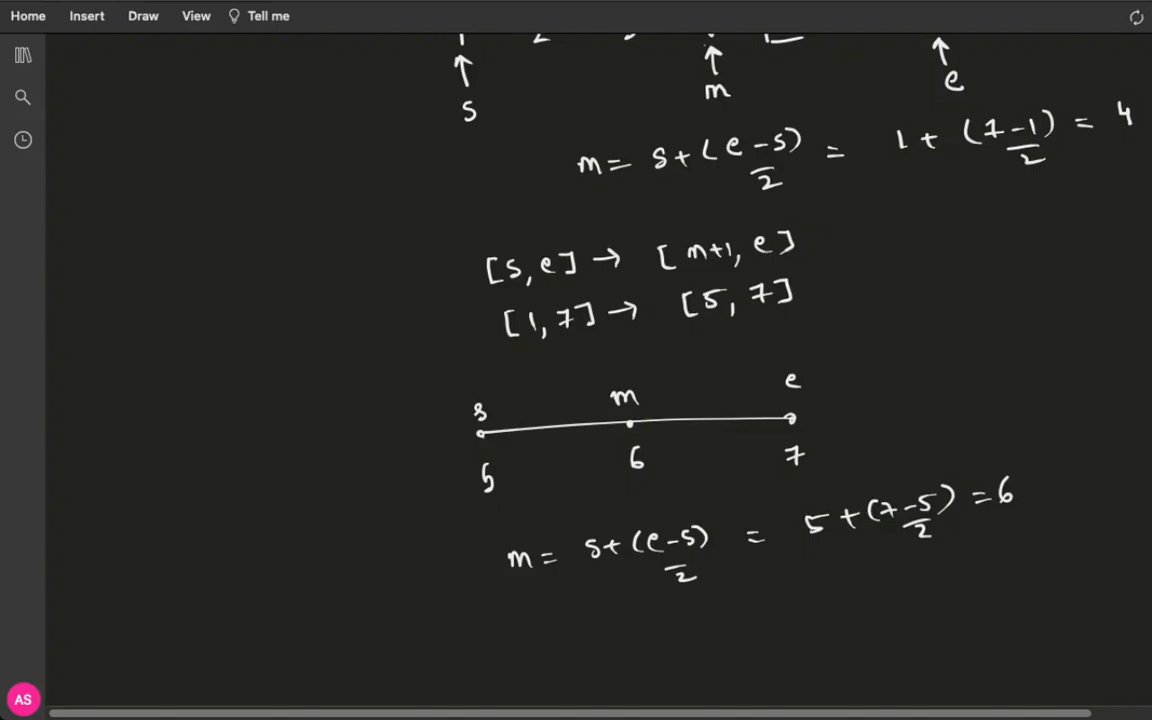 Home Insert Draw View Tell me
s m e
m = s + (e - s)/2 = 1 + (7 - 1)/2 = 4
[s, e] → [m+1, e]
[1, 7] → [5, 7]
s m e
5 6 7
m = s + (e - s)/2 = 5 + (7 - 5)/2 = 6
AS